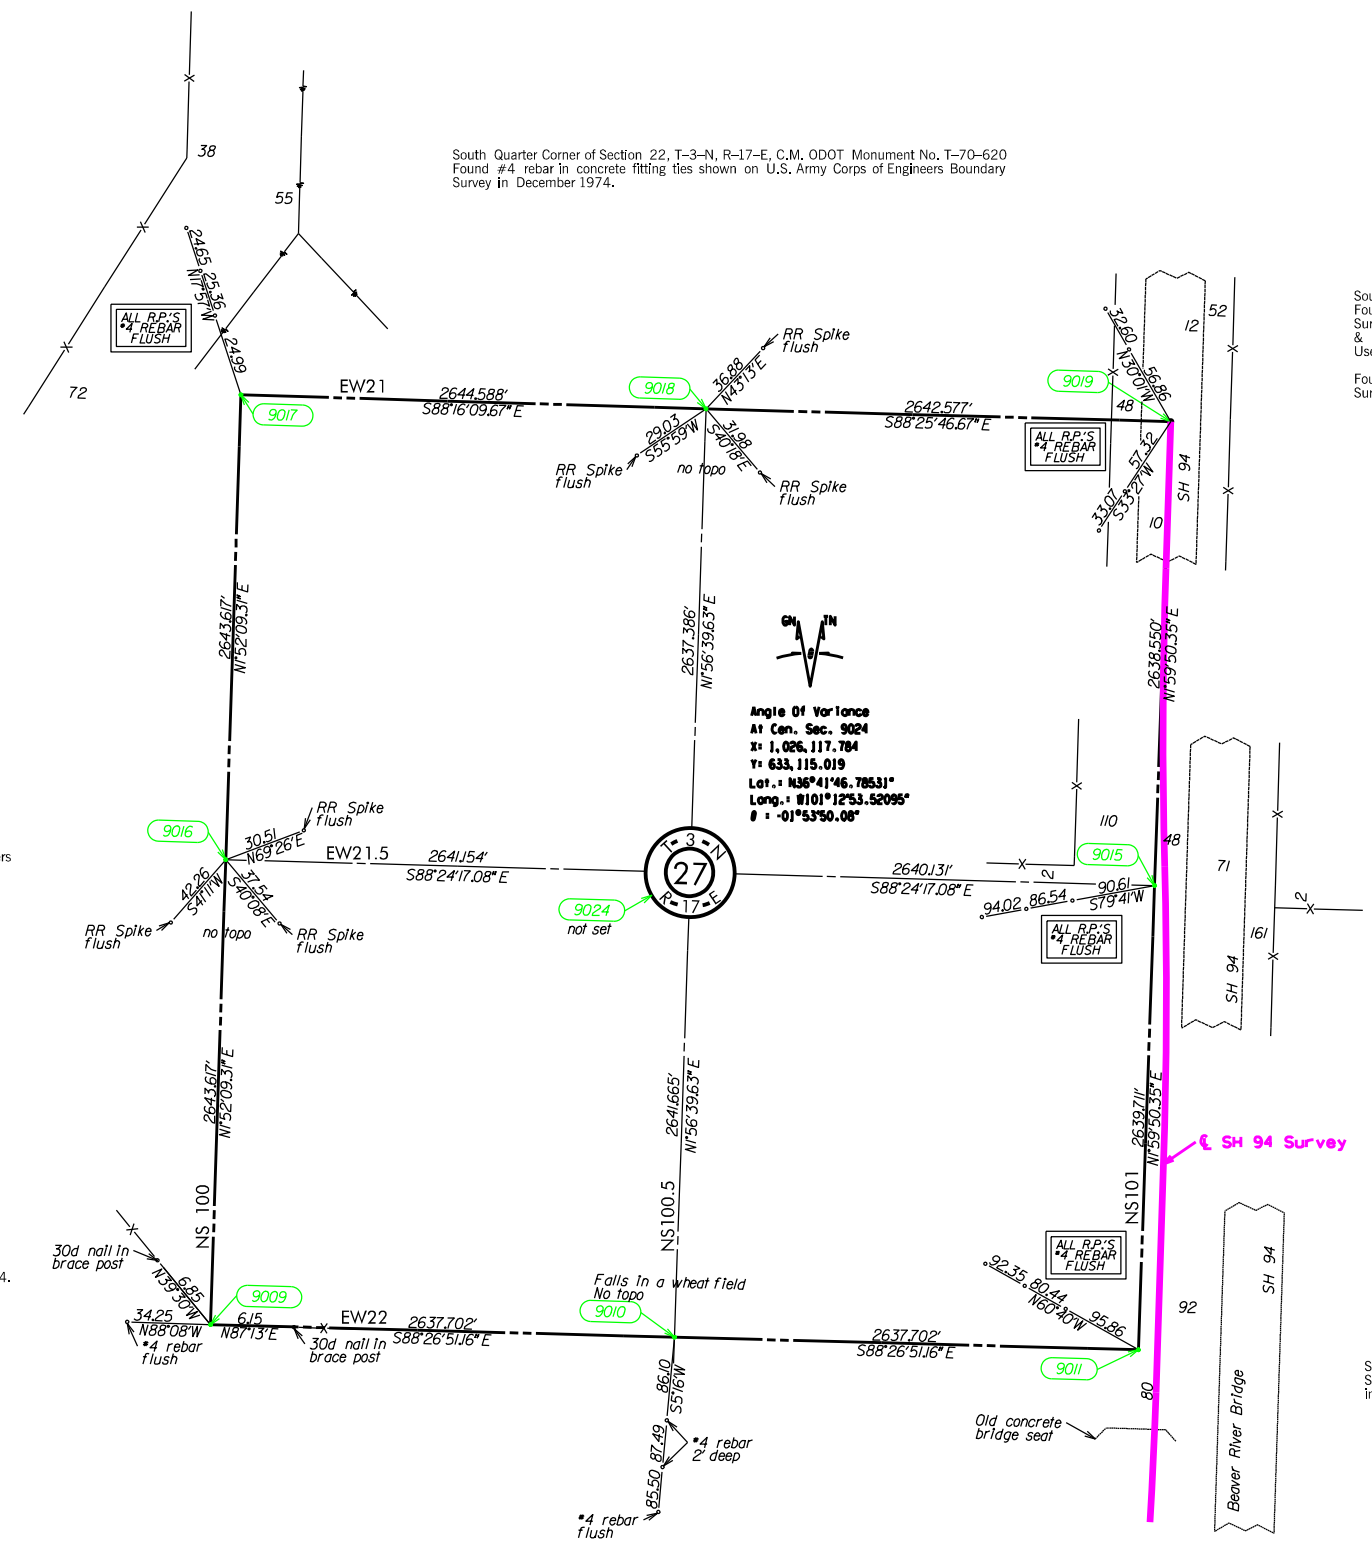 38
55
72
South Quarter Corner of Section 22, T-3-N, R-17-E, C.M. ODOT Monument No. T-70-620
Found #4 rebar in concrete fitting ties shown on U.S. Army Corps of Engineers Boundary
Survey in December 1974.
24.65
25.36
N17°57'W
24.99
ALL R.P.'S
#4 REBAR
FLUSH
9017
EW21
2644.588'
S88°16'09.67" E
9018
36.88
N43°13'E
RR Spike
flush
29.03
S55°59'W
RR Spike
flush
31.98
S40°18'E
RR Spike
flush
no topo
2642.577'
S88°25'46.67" E
9019
32.60
N30°01'W
56.86
48
12
52
ALL R.P.'S
#4 REBAR
FLUSH
57.32
33.07
S33°27'W
10
SH 94
Sou
Fou
Sur
&
Use
Fou
Sur
2643.617'
N1°52'09.31" E
2637.386'
N1°56'39.63" E
2638.550'
N1°59'50.35" E
GN
TN
θ
Angle Of Variance
At Cen. Sec. 9024
X= 1,026,117.784
Y= 633,115.019
Lat.= N36°41'46.78531"
Long.= W101°12'53.52095"
θ = -01°53'50.08"
9016
30.51
N69°26'E
RR Spike
flush
42.26
S41°11'W
RR Spike
flush
37.54
S40°08'E
RR Spike
flush
no topo
ers
EW21.5
2641.154'
S88°24'17.08" E
T-3-N
27
R-17-E
9024
not set
2640.131'
S88°24'17.08" E
110
2
9015
48
71
161
2
SH 94
94.02
86.54
90.61
S79°41'W
ALL R.P.'S
#4 REBAR
FLUSH
2643.617'
N1°52'09.31" E
2641.665'
N1°56'39.63" E
2639.711'
N1°59'50.35" E
℄ SH 94 Survey
NS 100
NS100.5
NS101
30d nail in
brace post
4.
6.85
N39°30'W
34.25
N88°08'W
#4 rebar
flush
9009
6.15
N87°13'E
30d nail in
brace post
EW22
2637.702'
S88°26'51.16" E
Falls in a wheat field
No topo
9010
2637.702'
S88°26'51.16" E
ALL R.P.'S
#4 REBAR
FLUSH
92.35
80.44
N60°40'W
95.86
9011
92
SH 94
Beaver River Bridge
80
Old concrete
bridge seat
86.10
S5°16'W
87.49
#4 rebar
2' deep
85.50
#4 rebar
flush
S
S
in